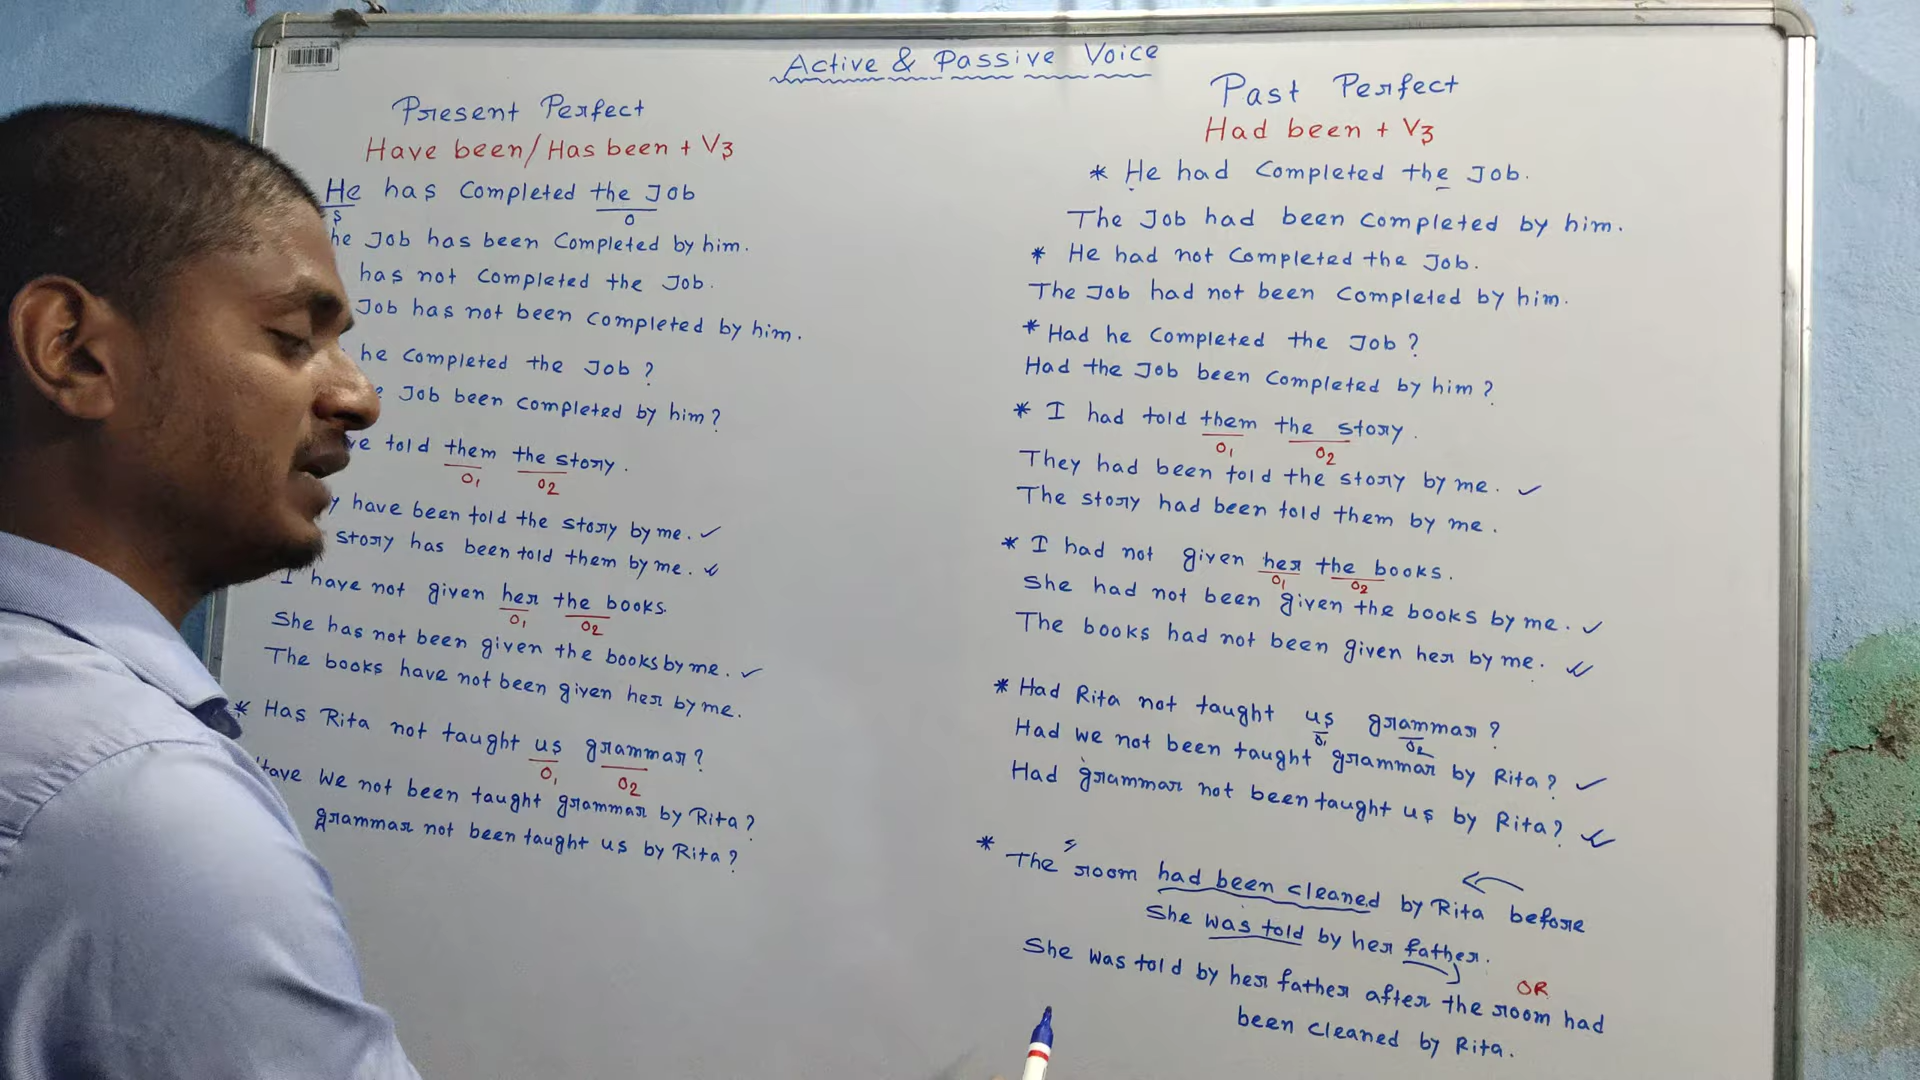 Active & Passive Voice
Present Perfect
Have been/Has been + V3
He has Completed the Job
S O
he Job has been Completed by him.
has not Completed the Job.
Job has not been Completed by him.
he Completed the Job?
Job been Completed by him?
ve told them the story.
O1 O2
y have been told the story by me. ✓
story has been told them by me. ✓
I have not given her the books.
O1 O2
She has not been given the books by me. ✓
The books have not been given her by me.
* Has Rita not taught us grammar?
O1 O2
Have We not been taught grammar by Rita?
grammar not been taught us by Rita?
Past Perfect
Had been + V3
* He had Completed the Job.
The Job had been Completed by him.
* He had not Completed the Job.
The Job had not been Completed by him.
* Had he Completed the Job?
Had the Job been Completed by him?
* I had told them the story.
O1 O2
They had been told the story by me. ✓
The story had been told them by me.
* I had not given her the books.
O1 O2
She had not been given the books by me. ✓
The books had not been given her by me. ✓
* Had Rita not taught us grammar?
O1 O2
Had we not been taught grammar by Rita? ✓
Had grammar not been taught us by Rita? ✓
S
* The room had been cleaned by Rita before
She was told by her father.
OR
She was told by her father after the room had
been cleaned by Rita.